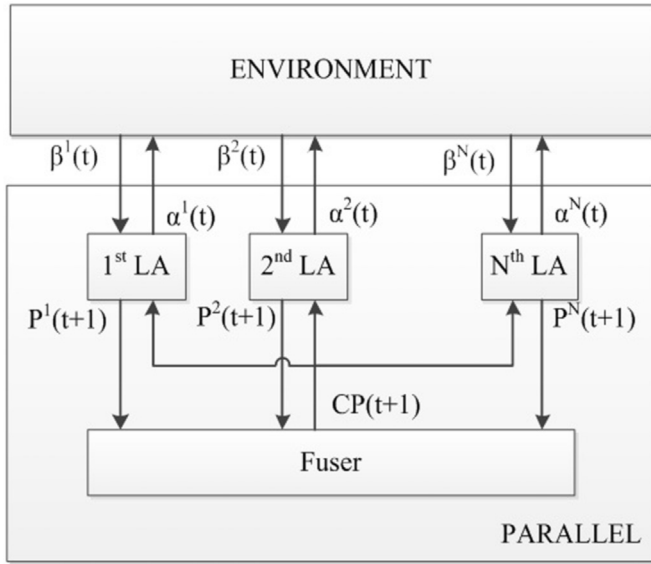 ENVIRONMENT
β¹(t) β²(t) βᴺ(t)
α¹(t) α²(t) αᴺ(t)
1ˢᵗ LA 2ⁿᵈ LA Nᵗʰ LA
P¹(t+1) P²(t+1) Pᴺ(t+1)
CP(t+1)
Fuser
PARALLEL